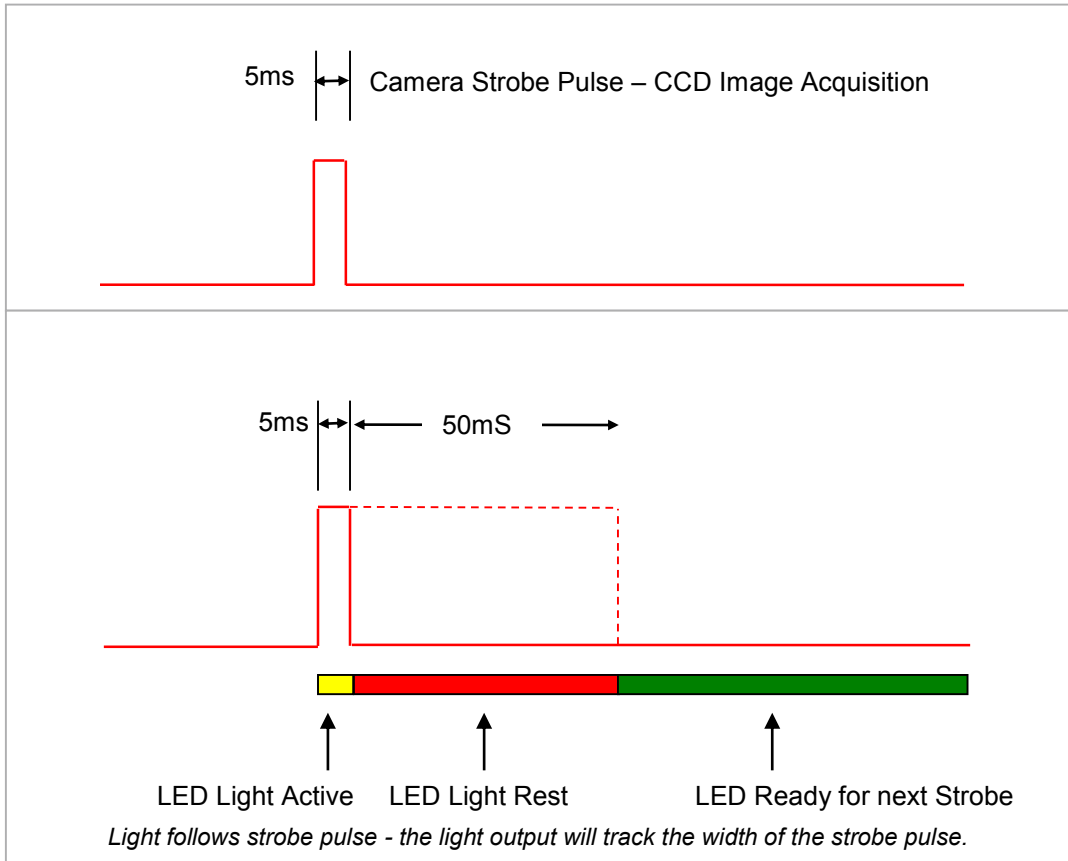 5ms Camera Strobe Pulse – CCD Image Acquisition
5ms 50mS
LED Light Active LED Light Rest LED Ready for next Strobe
Light follows strobe pulse - the light output will track the width of the strobe pulse.